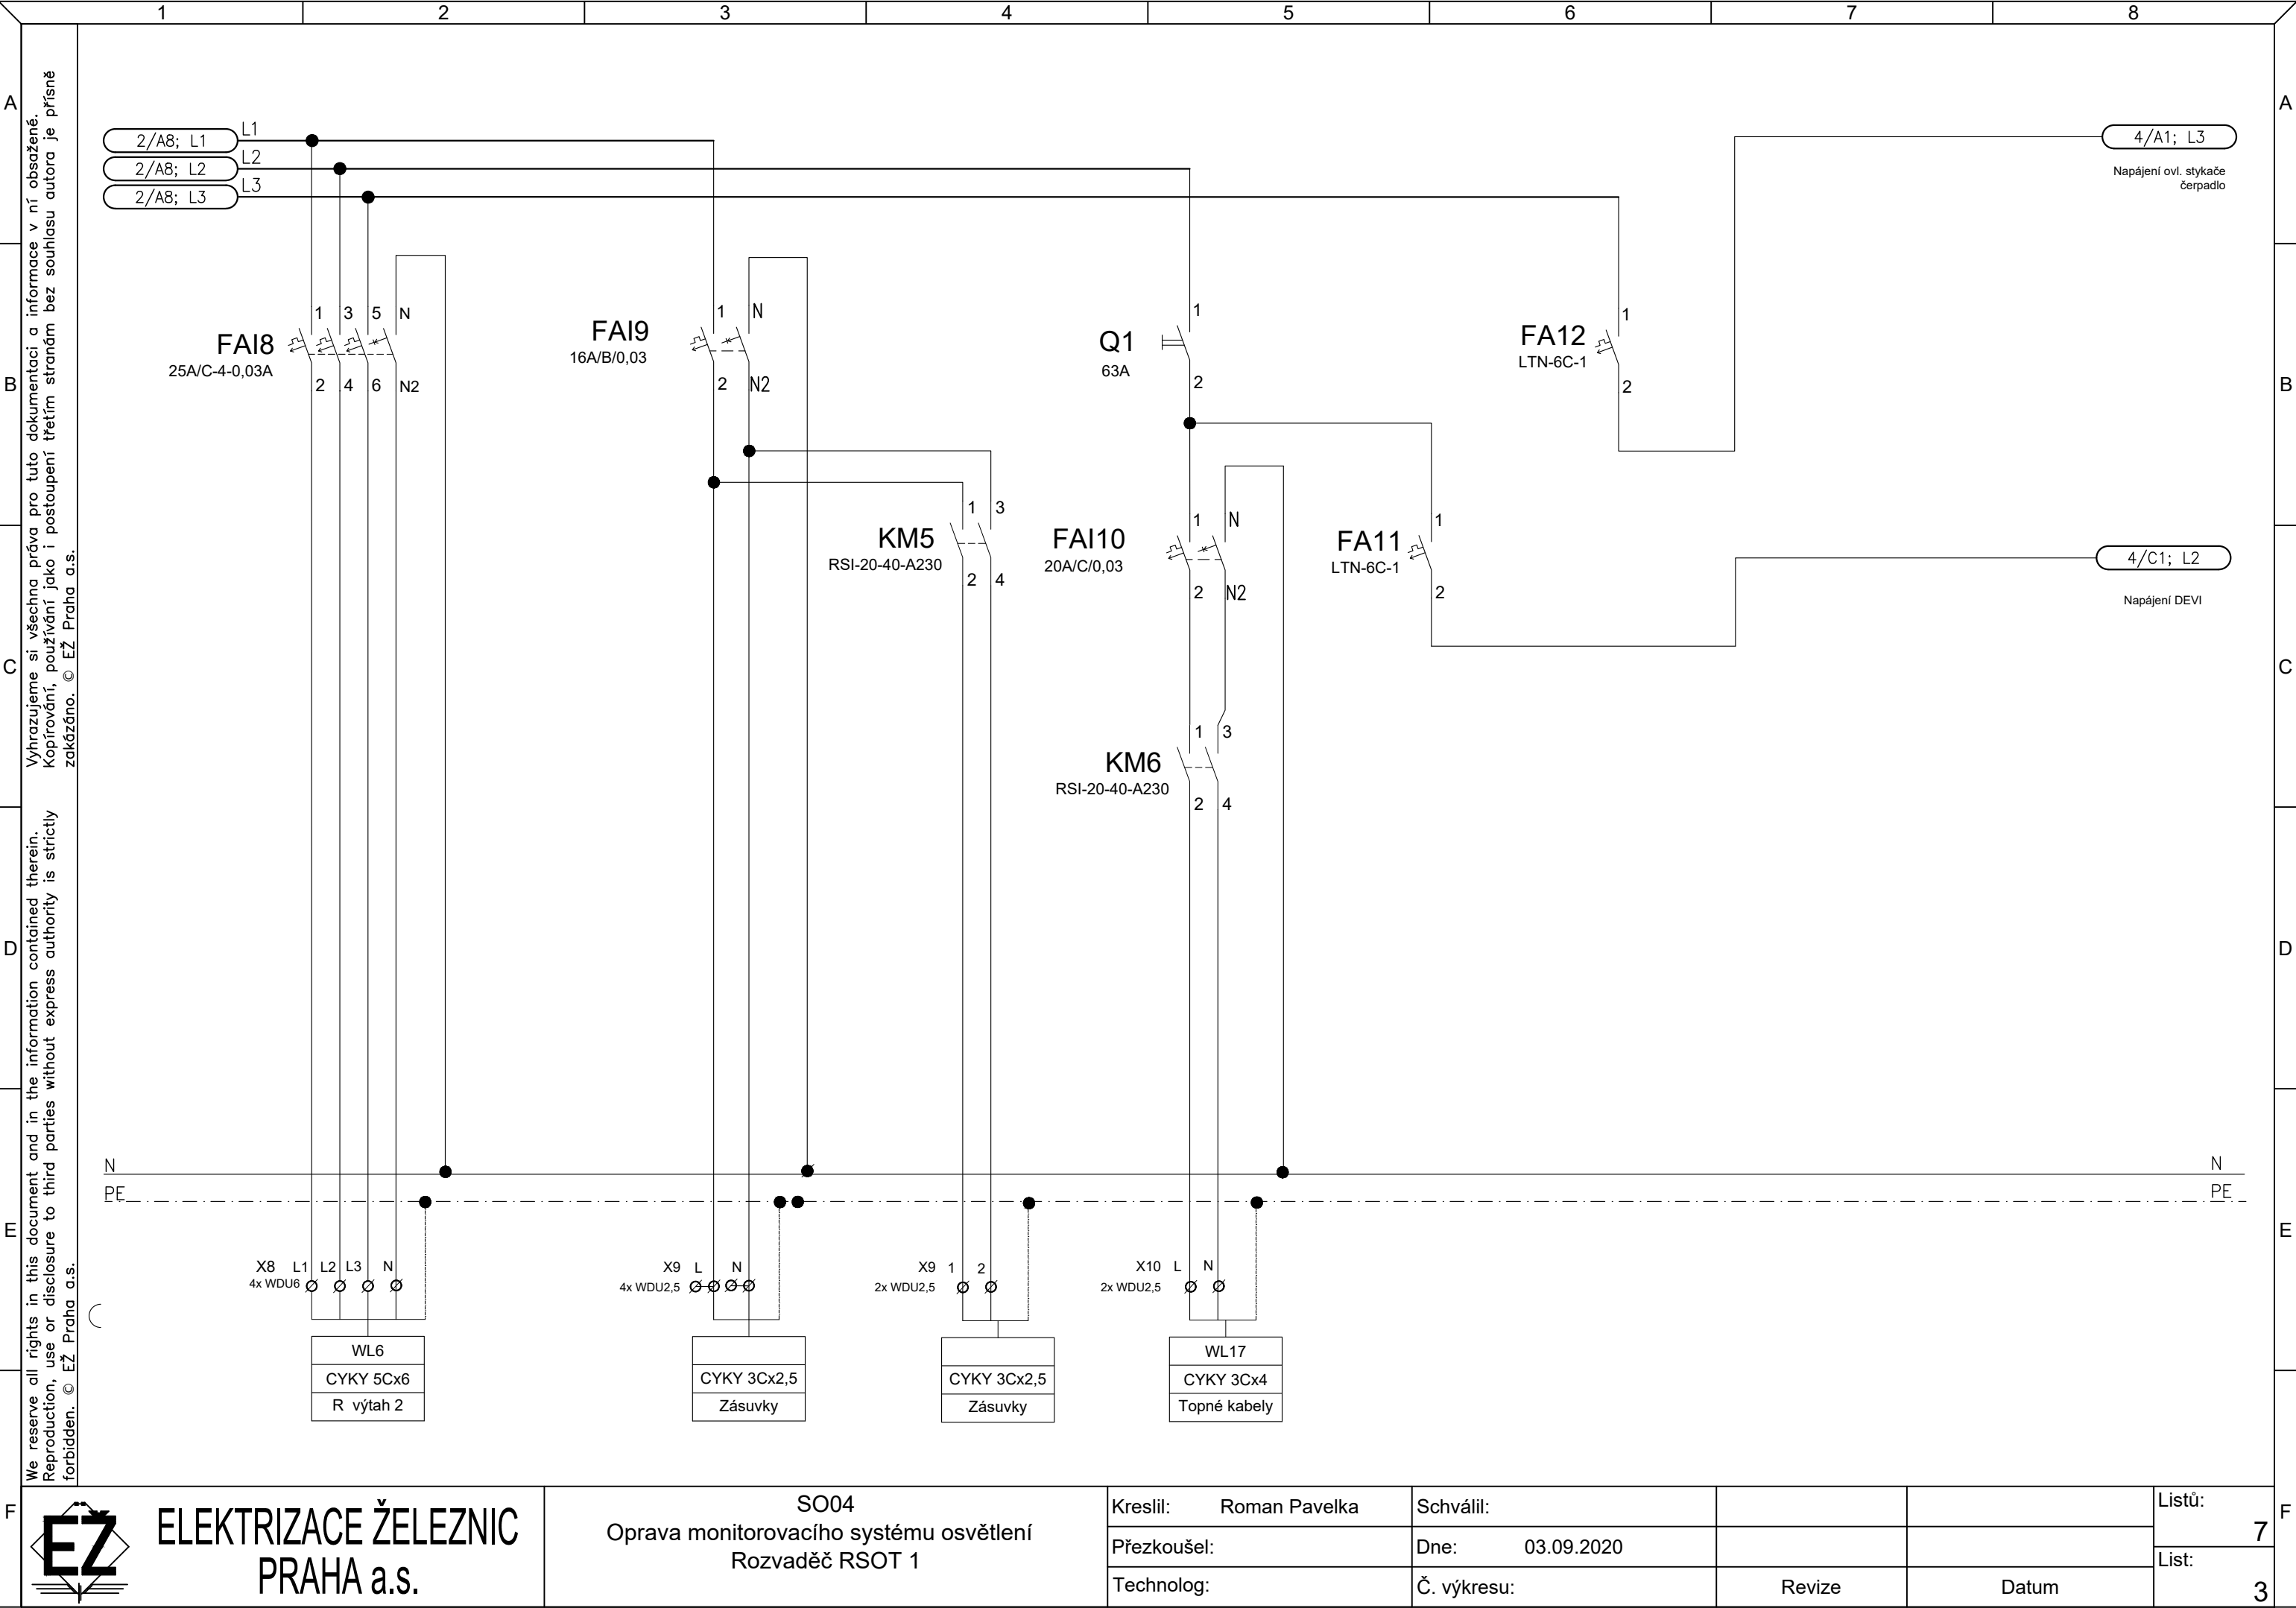 1 2 3 4 5 6 7 8
A A
B B
C C
D D
E E
F F
Vyhrazujeme si všechna práva pro tuto dokumentaci a informace v ní obsažené.
Kopírování, používání jako i postoupení třetím stranám bez souhlasu autora je přísně
zakázáno. © EŽ Praha a.s.
We reserve all rights in this document and in the information contained therein.
Reproduction, use or disclosure to third parties without express authority is strictly
forbidden. © EŽ Praha a.s.
2/A8; L1 L1
2/A8; L2 L2
2/A8; L3 L3
4/A1; L3
Napájení ovl. stykače
čerpadlo
FAI8
25A/C-4-0,03A
1 3 5 N
2 4 6 N2
FAI9
16A/B/0,03
1 N
2 N2
Q1
63A
1
2
FA12
LTN-6C-1
1
2
KM5
RSI-20-40-A230
1 3
2 4
FAI10
20A/C/0,03
1 N
2 N2
FA11
LTN-6C-1
1
2
4/C1; L2
Napájení DEVI
KM6
RSI-20-40-A230
1 3
2 4
N N
PE PE
X8 L1 L2 L3 N
4x WDU6
X9 L N
4x WDU2,5
X9 1 2
2x WDU2,5
X10 L N
2x WDU2,5
WL6
CYKY 5Cx6
R výtah 2
CYKY 3Cx2,5
Zásuvky
CYKY 3Cx2,5
Zásuvky
WL17
CYKY 3Cx4
Topné kabely
EŽ
ELEKTRIZACE ŽELEZNIC
PRAHA a.s.
SO04
Oprava monitorovacího systému osvětlení
Rozvaděč RSOT 1
Kreslil: Roman Pavelka
Přezkoušel:
Technolog:
Schválil:
Dne: 03.09.2020
Č. výkresu:
Revize
Datum
Listů:
7
List:
3